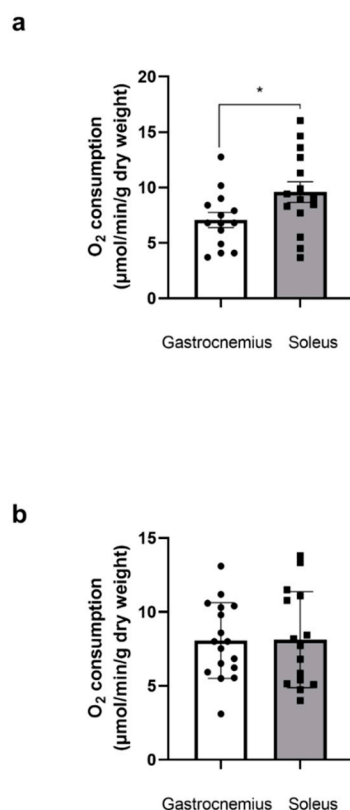 a
O₂ consumption
(µmol/min/g dry weight)
20
15
10
5
0
*
Gastrocnemius Soleus
b
O₂ consumption
(µmol/min/g dry weight)
15
10
5
0
Gastrocnemius Soleus